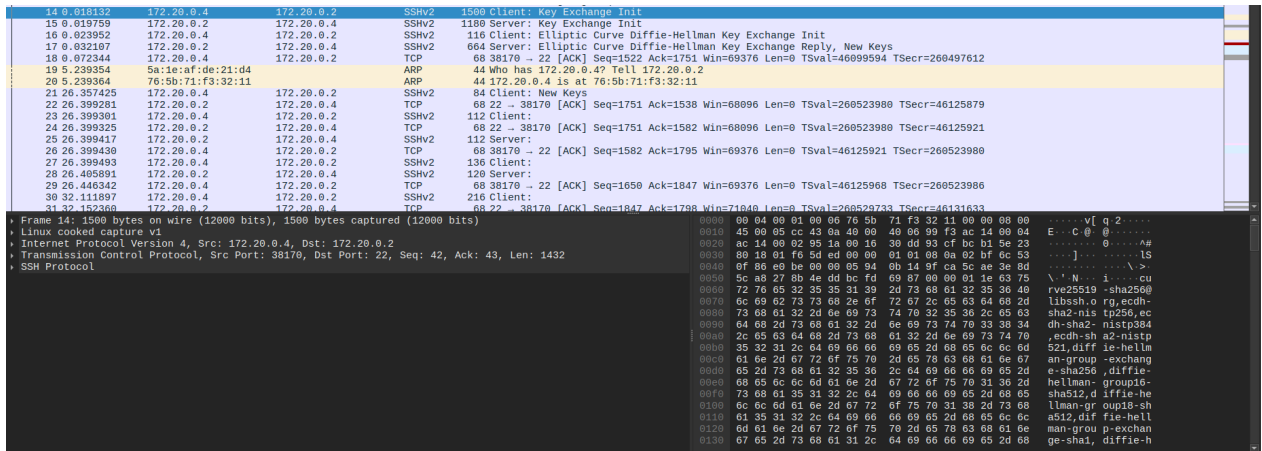 14 0.018132 172.20.0.4 172.20.0.2 SSHv2 1500 Client: Key Exchange Init
15 0.019759 172.20.0.2 172.20.0.4 SSHv2 1180 Server: Key Exchange Init
16 0.023952 172.20.0.4 172.20.0.2 SSHv2 116 Client: Elliptic Curve Diffie-Hellman Key Exchange Init
17 0.032107 172.20.0.2 172.20.0.4 SSHv2 664 Server: Elliptic Curve Diffie-Hellman Key Exchange Reply, New Keys
18 0.072344 172.20.0.4 172.20.0.2 TCP 68 38170 → 22 [ACK] Seq=1522 Ack=1751 Win=69376 Len=0 TSval=46099594 TSecr=260497612
19 5.239354 5a:1e:af:de:21:d4 ARP 44 Who has 172.20.0.4? Tell 172.20.0.2
20 5.239364 76:5b:71:f3:32:11 ARP 44 172.20.0.4 is at 76:5b:71:f3:32:11
21 26.357425 172.20.0.4 172.20.0.2 SSHv2 84 Client: New Keys
22 26.399281 172.20.0.2 172.20.0.4 TCP 68 22 → 38170 [ACK] Seq=1751 Ack=1538 Win=68096 Len=0 TSval=260523980 TSecr=46125879
23 26.399301 172.20.0.4 172.20.0.2 SSHv2 112 Client:
24 26.399325 172.20.0.2 172.20.0.4 TCP 68 22 → 38170 [ACK] Seq=1751 Ack=1582 Win=68096 Len=0 TSval=260523980 TSecr=46125921
25 26.399417 172.20.0.2 172.20.0.4 SSHv2 112 Server:
26 26.399430 172.20.0.4 172.20.0.2 TCP 68 38170 → 22 [ACK] Seq=1582 Ack=1795 Win=69376 Len=0 TSval=46125921 TSecr=260523980
27 26.399493 172.20.0.4 172.20.0.2 SSHv2 136 Client:
28 26.405891 172.20.0.2 172.20.0.4 SSHv2 120 Server:
29 26.446342 172.20.0.4 172.20.0.2 TCP 68 38170 → 22 [ACK] Seq=1650 Ack=1847 Win=69376 Len=0 TSval=46125968 TSecr=260523986
30 32.111897 172.20.0.4 172.20.0.2 SSHv2 216 Client:
31 32.152360 172.20.0.2 172.20.0.4 TCP 68 22 → 38170 [ACK] Seq=1847 Ack=1798 Win=71040 Len=0 TSval=260529733 TSecr=46131633
Frame 14: 1500 bytes on wire (12000 bits), 1500 bytes captured (12000 bits)
Linux cooked capture v1
Internet Protocol Version 4, Src: 172.20.0.4, Dst: 172.20.0.2
Transmission Control Protocol, Src Port: 38170, Dst Port: 22, Seq: 42, Ack: 43, Len: 1432
SSH Protocol
0000 00 04 00 01 00 06 76 5b 71 f3 32 11 00 00 08 00 ······v[ q·2·····
0010 45 00 05 cc 43 0a 40 00 40 06 99 f3 ac 14 00 04 E···C·@· @·······
0020 ac 14 00 02 95 1a 00 16 30 dd 93 cf bc b1 5e 23 ········ 0·····^#
0030 80 18 01 f6 5d ed 00 00 01 01 08 0a 02 bf 6c 53 ····]··· ······lS
0040 0f 86 e0 be 00 00 05 94 0b 14 9f ca 5c ae 3e 8d ········ ····\·>·
0050 5c a8 27 8b 4e dd bc fd 69 87 00 00 01 1e 63 75 \·'·N··· i·····cu
0060 72 76 65 32 35 35 31 39 2d 73 68 61 32 35 36 40 rve25519 -sha256@
0070 6c 69 62 73 73 68 2e 6f 72 67 2c 65 63 64 68 2d libssh.o rg,ecdh-
0080 73 68 61 32 2d 6e 69 73 74 70 32 35 36 2c 65 63 sha2-nis tp256,ec
0090 64 68 2d 73 68 61 32 2d 6e 69 73 74 70 33 38 34 dh-sha2- nistp384
00a0 2c 65 63 64 68 2d 73 68 61 32 2d 6e 69 73 74 70 ,ecdh-sh a2-nistp
00b0 35 32 31 2c 64 69 66 66 69 65 2d 68 65 6c 6c 6d 521,diff ie-hellm
00c0 61 6e 2d 67 72 6f 75 70 2d 65 78 63 68 61 6e 67 an-group -exchang
00d0 65 2d 73 68 61 32 35 36 2c 64 69 66 66 69 65 2d e-sha256 ,diffie-
00e0 68 65 6c 6c 6d 61 6e 2d 67 72 6f 75 70 31 36 2d hellman- group16-
00f0 73 68 61 35 31 32 2c 64 69 66 66 69 65 2d 68 65 sha512,d iffie-he
0100 6c 6c 6d 61 6e 2d 67 72 6f 75 70 31 38 2d 73 68 llman-gr oup18-sh
0110 61 35 31 32 2c 64 69 66 66 69 65 2d 68 65 6c 6c a512,dif fie-hell
0120 6d 61 6e 2d 67 72 6f 75 70 2d 65 78 63 68 61 6e man-grou p-exchan
0130 67 65 2d 73 68 61 31 2c 64 69 66 66 69 65 2d 68 ge-sha1, diffie-h